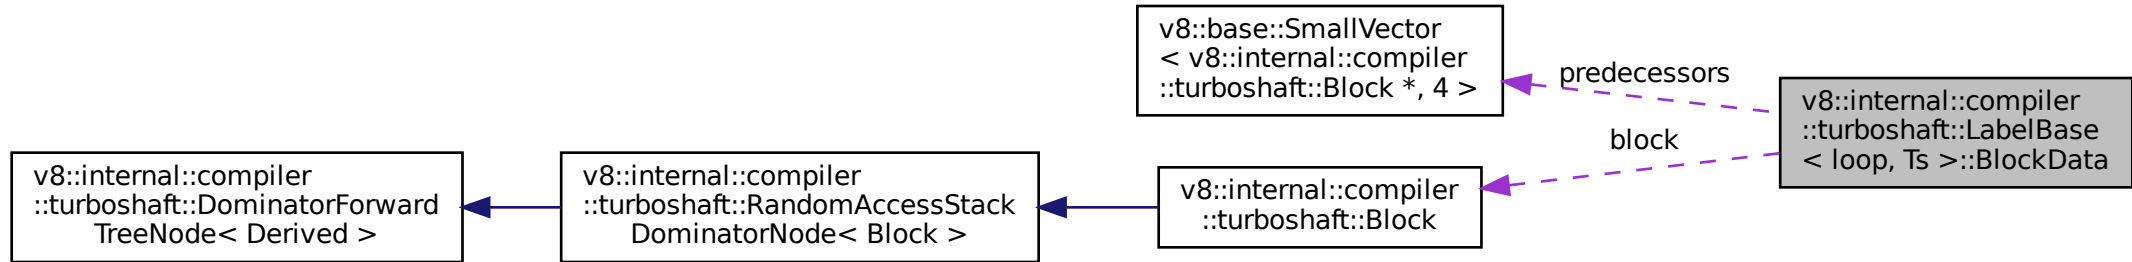 v8::base::SmallVector
< v8::internal::compiler
::turboshaft::Block *, 4 >
predecessors
v8::internal::compiler
::turboshaft::LabelBase
< loop, Ts >::BlockData
block
v8::internal::compiler
::turboshaft::DominatorForward
TreeNode< Derived >
v8::internal::compiler
::turboshaft::RandomAccessStack
DominatorNode< Block >
v8::internal::compiler
::turboshaft::Block